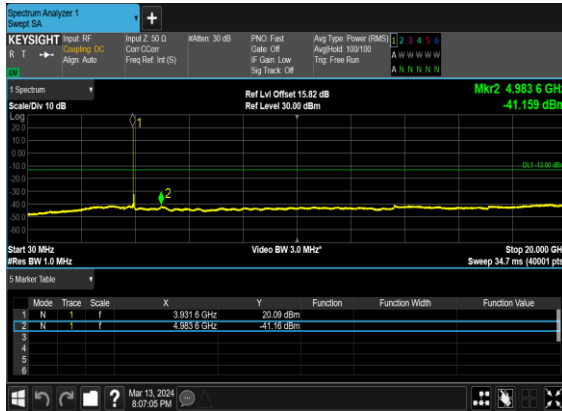 Spectrum Analyzer 1
Swept SA
+
KEYSIGHT Input: RF Input Z: 50 Ω #Atten: 30 dB PNO: Fast Avg Type: Power (RMS) 1 2 3 4 5 6
R T Coupling: DC Corr CCorr Gate: Off Avg|Hold: 100/100 A W W W W W
Align: Auto Freq Ref: Int (S) IF Gain: Low Trig: Free Run
Sig Track: Off A N N N N N
1 Spectrum
Scale/Div 10 dB
Ref Lvl Offset 15.82 dB
Ref Level 30.00 dBm
Mkr2 4.983 6 GHz
-41.159 dBm
Log
20.0
10.0
0.00
-10.0
-20.0
-30.0
-40.0
-50.0
-60.0
1
2
DL1 -13.00 dB
Start 30 MHz Video BW 3.0 MHz* Stop 20.000 GH
#Res BW 1.0 MHz Sweep 34.7 ms (40001 pts
5 Marker Table
Mode Trace Scale X Y Function Function Width Function Value
1 N 1 f 3.931 6 GHz 20.09 dBm
2 N 1 f 4.983 6 GHz -41.16 dBm
3
4
5
6
? Mar 13, 2024
8:07:05 PM